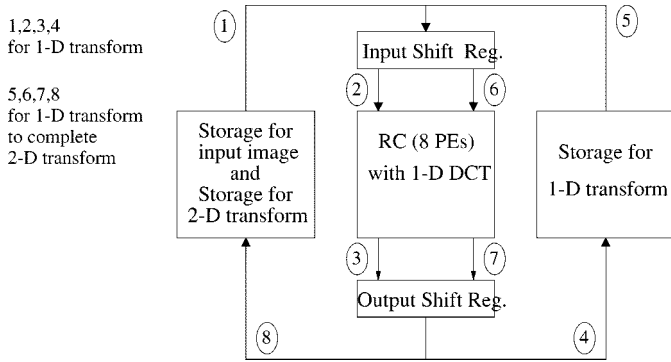 1,2,3,4
for 1-D transform
5,6,7,8
for 1-D transform
to complete
2-D transform
1
5
Input Shift Reg.
2
6
Storage for
input image
and
Storage for
2-D transform
RC (8 PEs)
with 1-D DCT
Storage for
1-D transform
3
7
Output Shift Reg.
8
4